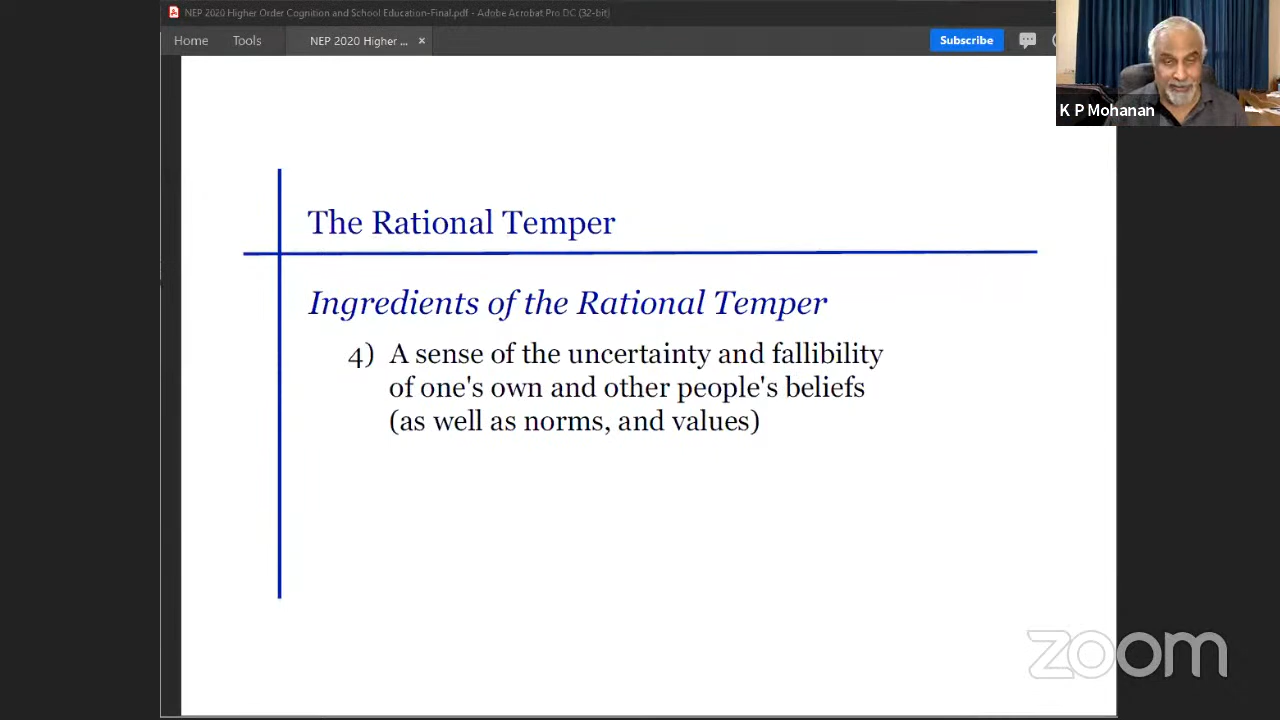 NEP 2020 Higher Order Cognition and School Education-Final.pdf - Adobe Acrobat Pro DC (32-bit)
Home Tools NEP 2020 Higher ... × Subscribe
K P Mohanan
The Rational Temper
Ingredients of the Rational Temper
4) A sense of the uncertainty and fallibility
of one's own and other people's beliefs
(as well as norms, and values)
zoom